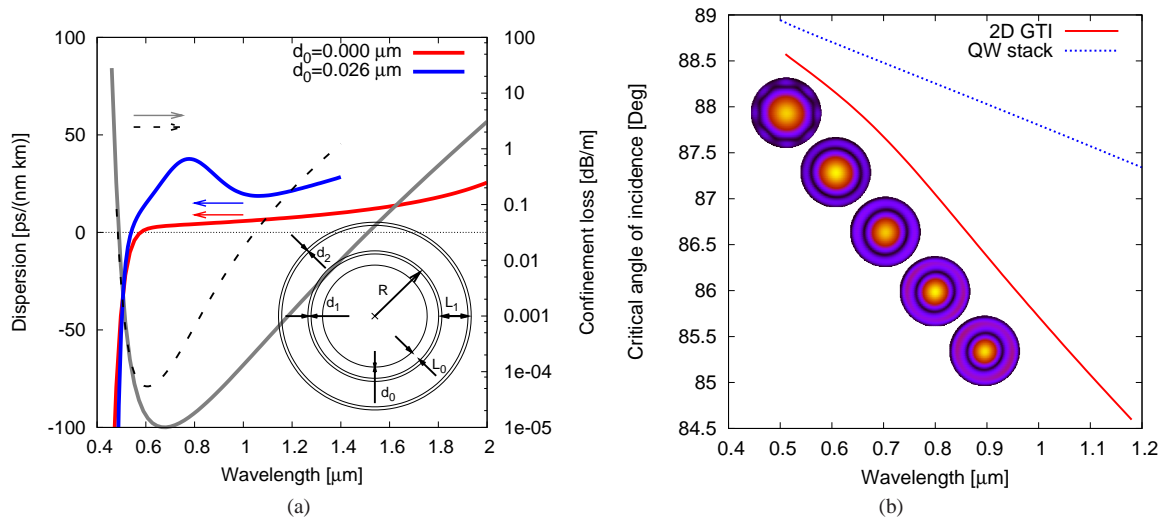 (a)
Dispersion [ps/(nm km)]
100
50
0
-50
-100
0.4 0.6 0.8 1 1.2 1.4 1.6 1.8 2
Wavelength [μm]
100
10
1
0.1
0.01
0.001
1e-04
1e-05
Confinement loss [dB/m]
d0=0.000 μm
d0=0.026 μm
d2
d1
R
L1
L0
d0
(a)
(b)
Critical angle of incidence [Deg]
89
88.5
88
87.5
87
86.5
86
85.5
85
84.5
0.4 0.5 0.6 0.7 0.8 0.9 1 1.1 1.2
Wavelength [μm]
2D GTI
QW stack
(b)